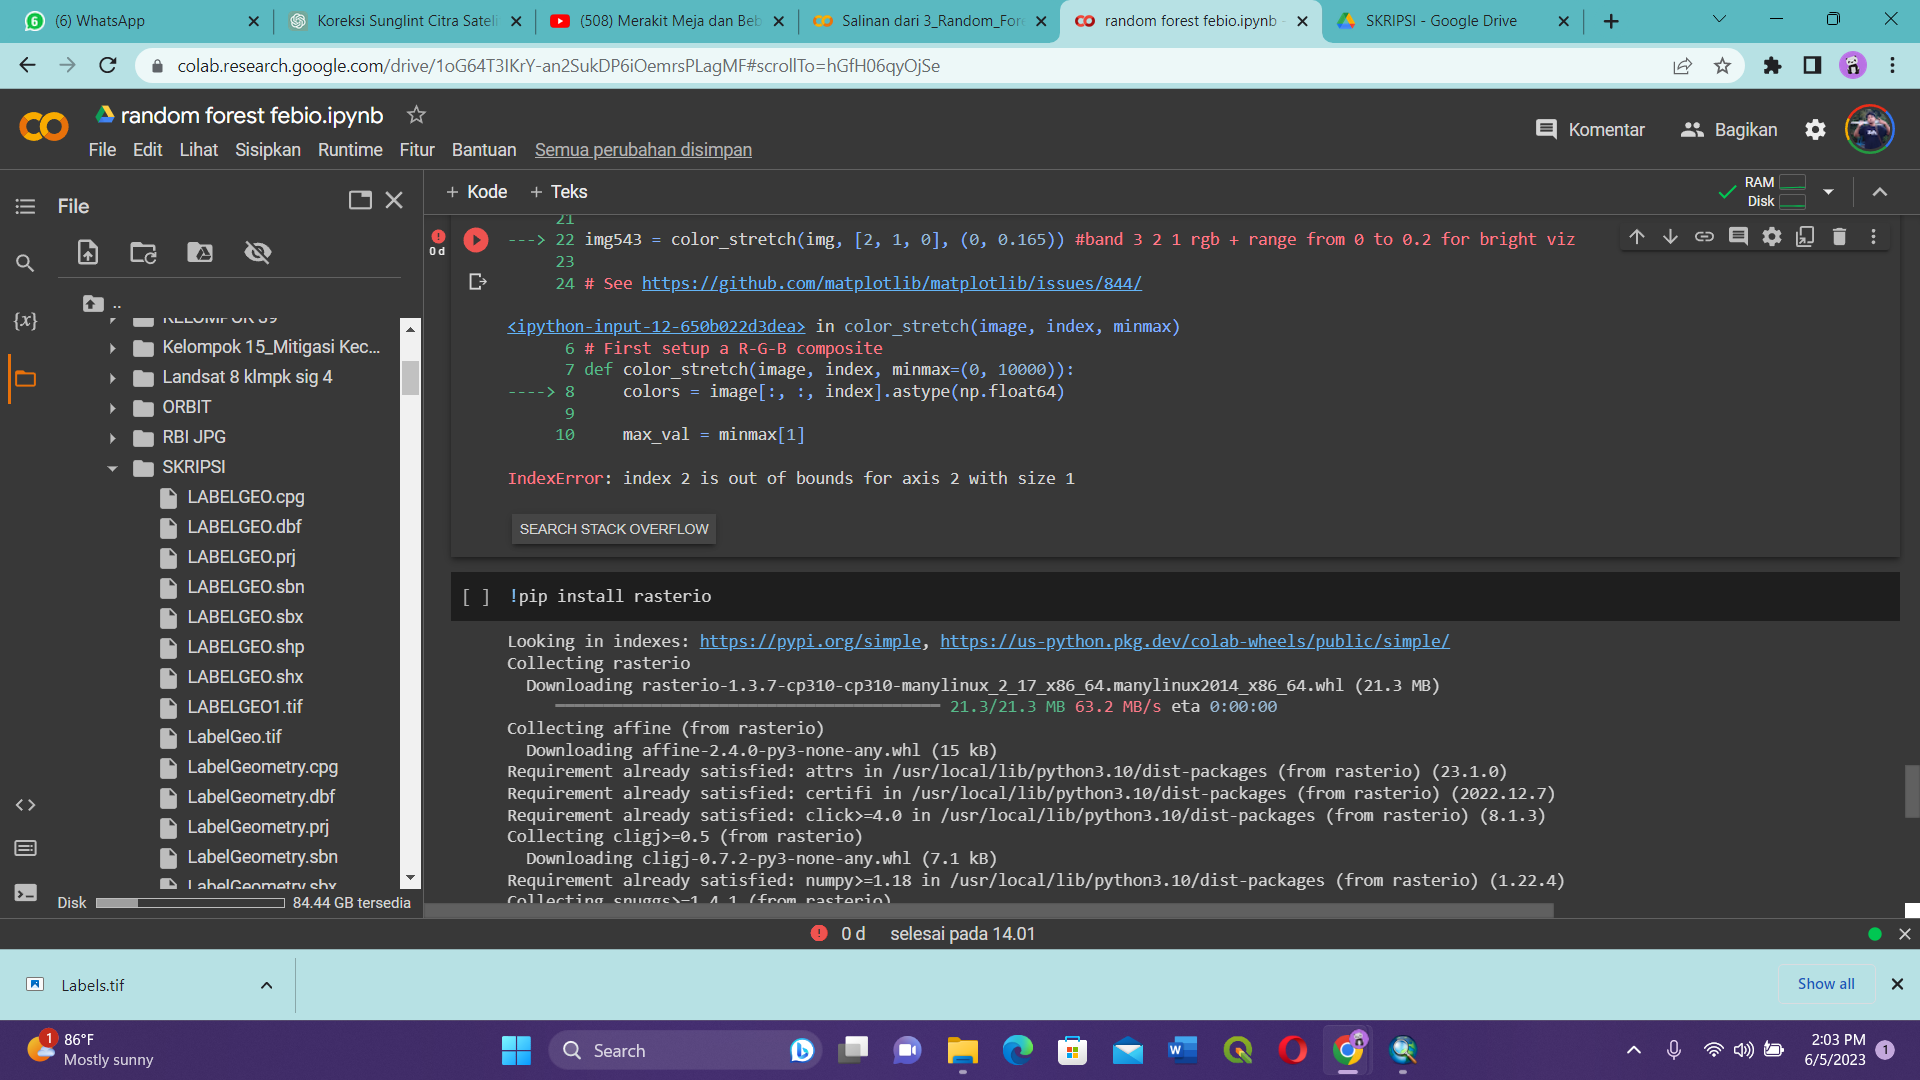 (6) WhatsApp
Koreksi Sunglint Citra Sateli
(508) Merakit Meja dan Beb
Salinan dari 3_Random_Fore
random forest febio.ipynb -
SKRIPSI - Google Drive
colab.research.google.com/drive/1oG64T3IKrY-an2SukDP6iOemrsPLagMF#scrollTo=hGfH06qyOjSe
random forest febio.ipynb
File Edit Lihat Sisipkan Runtime Fitur Bantuan Semua perubahan disimpan
Komentar Bagikan
File
+ Kode + Teks
RAM
Disk
..
Kelompok 15_Mitigasi Kec...
Landsat 8 klmpk sig 4
ORBIT
RBI JPG
SKRIPSI
LABELGEO.cpg
LABELGEO.dbf
LABELGEO.prj
LABELGEO.sbn
LABELGEO.sbx
LABELGEO.shp
LABELGEO.shx
LABELGEO1.tif
LabelGeo.tif
LabelGeometry.cpg
LabelGeometry.dbf
LabelGeometry.prj
LabelGeometry.sbn
LabelGeometry.sbx
Disk 84.44 GB tersedia
0 d
21
---> 22 img543 = color_stretch(img, [2, 1, 0], (0, 0.165)) #band 3 2 1 rgb + range from 0 to 0.2 for bright viz
23
24 # See https://github.com/matplotlib/matplotlib/issues/844/
<ipython-input-12-650b022d3dea> in color_stretch(image, index, minmax)
6 # First setup a R-G-B composite
7 def color_stretch(image, index, minmax=(0, 10000)):
----> 8 colors = image[:, :, index].astype(np.float64)
9
10 max_val = minmax[1]
IndexError: index 2 is out of bounds for axis 2 with size 1
SEARCH STACK OVERFLOW
[ ] !pip install rasterio
Looking in indexes: https://pypi.org/simple, https://us-python.pkg.dev/colab-wheels/public/simple/
Collecting rasterio
Downloading rasterio-1.3.7-cp310-cp310-manylinux_2_17_x86_64.manylinux2014_x86_64.whl (21.3 MB)
21.3/21.3 MB 63.2 MB/s eta 0:00:00
Collecting affine (from rasterio)
Downloading affine-2.4.0-py3-none-any.whl (15 kB)
Requirement already satisfied: attrs in /usr/local/lib/python3.10/dist-packages (from rasterio) (23.1.0)
Requirement already satisfied: certifi in /usr/local/lib/python3.10/dist-packages (from rasterio) (2022.12.7)
Requirement already satisfied: click>=4.0 in /usr/local/lib/python3.10/dist-packages (from rasterio) (8.1.3)
Collecting cligj>=0.5 (from rasterio)
Downloading cligj-0.7.2-py3-none-any.whl (7.1 kB)
Requirement already satisfied: numpy>=1.18 in /usr/local/lib/python3.10/dist-packages (from rasterio) (1.22.4)
Collecting snuggs>=1.4.1 (from rasterio)
0 d selesai pada 14.01
Labels.tif
Show all
1
86°F
Mostly sunny
Search
2:03 PM
6/5/2023
1